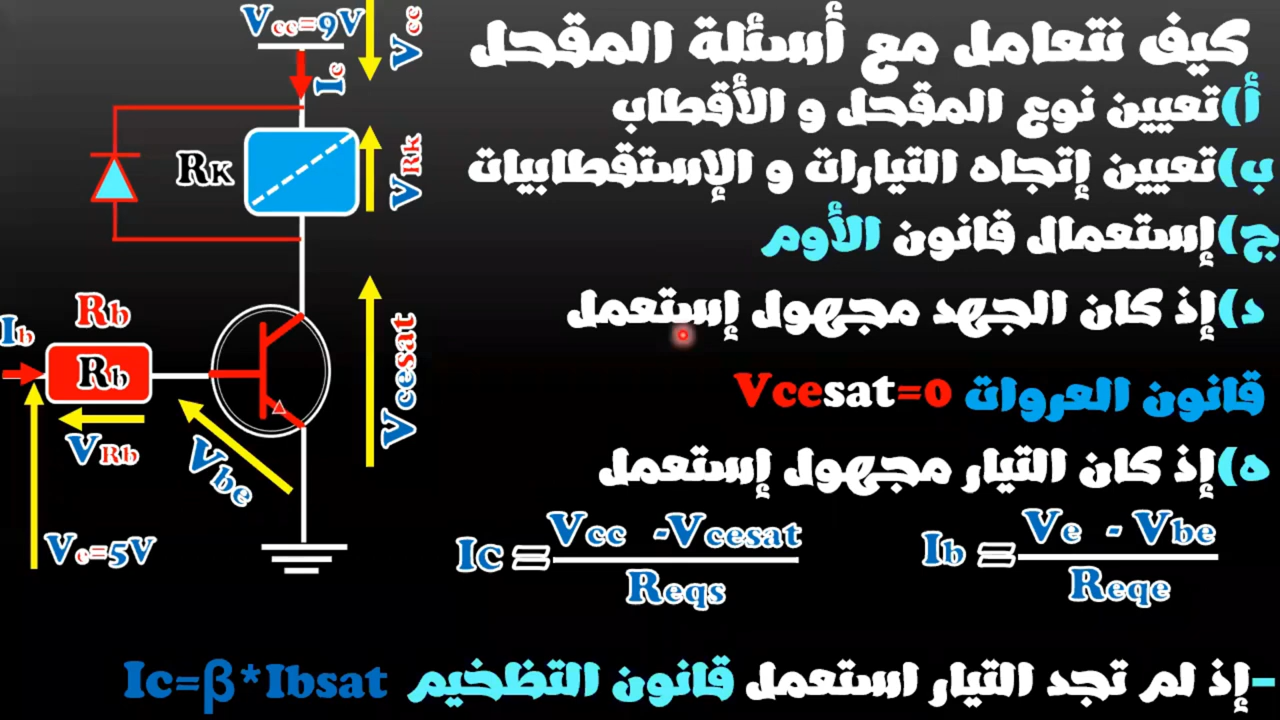 كيف نتعامل مع أسئلة المقحل
أ)تعيين نوع المقحل و الأقطاب
ب)تعيين إتجاه التيارات و الإستقطابيات
ج)إستعمال قانون الأوم
د)إذ كان الجهد مجهول إستعمل
قانون العروات Vcesat=0
ه)إذ كان التيار مجهول إستعمل
Ib = Ve - Vbe / Reqe
Ic = Vcc -Vcesat / Reqs
-إذ لم تجد التيار استعمل قانون التظخيم Ic=β*Ibsat
Vcc=9V
Vcc
Ic
RK
VRk
Rb
Ib
Rb
VRb
Vbe
Vcesat
Ve=5V